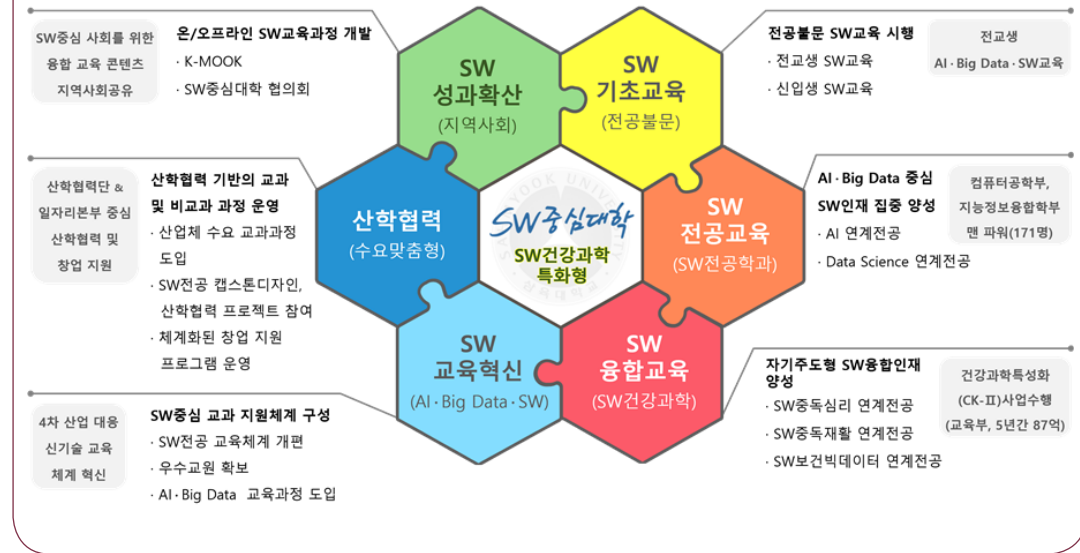 SW중심 사회를 위한
융합 교육 콘텐츠
지역사회공유
온/오프라인 SW교육과정 개발
· K-MOOK
· SW중심대학 협의회
SW
성과확산
(지역사회)
SW
기초교육
(전공불문)
전공불문 SW교육 시행
· 전교생 SW교육
· 신입생 SW교육
전교생
AI·Big Data·SW교육
산학협력단 &
일자리본부 중심
산학협력 및
창업 지원
산학협력 기반의 교과
및 비교과 과정 운영
· 산업체 수요 교과과정
도입
· SW전공 캡스톤디자인,
산학협력 프로젝트 참여
· 체계화된 창업 지원
프로그램 운영
산학협력
(수요맞춤형)
SW중심대학
SW건강과학
특화형
삼육대학교
SW
전공교육
(SW전공학과)
AI·Big Data 중심
SW인재 집중 양성
· AI 연계전공
· Data Science 연계전공
컴퓨터공학부,
지능정보융합학부
맨 파워(171명)
4차 산업 대응
신기술 교육
체계 혁신
SW중심 교과 지원체계 구성
· SW전공 교육체계 개편
· 우수교원 확보
· AI·Big Data 교육과정 도입
SW
교육혁신
(AI·Big Data·SW)
SW
융합교육
(SW건강과학)
자기주도형 SW융합인재
양성
· SW중독심리 연계전공
· SW중독재활 연계전공
· SW보건빅데이터 연계전공
건강과학특성화
(CK-Ⅱ)사업수행
(교육부, 5년간 87억)